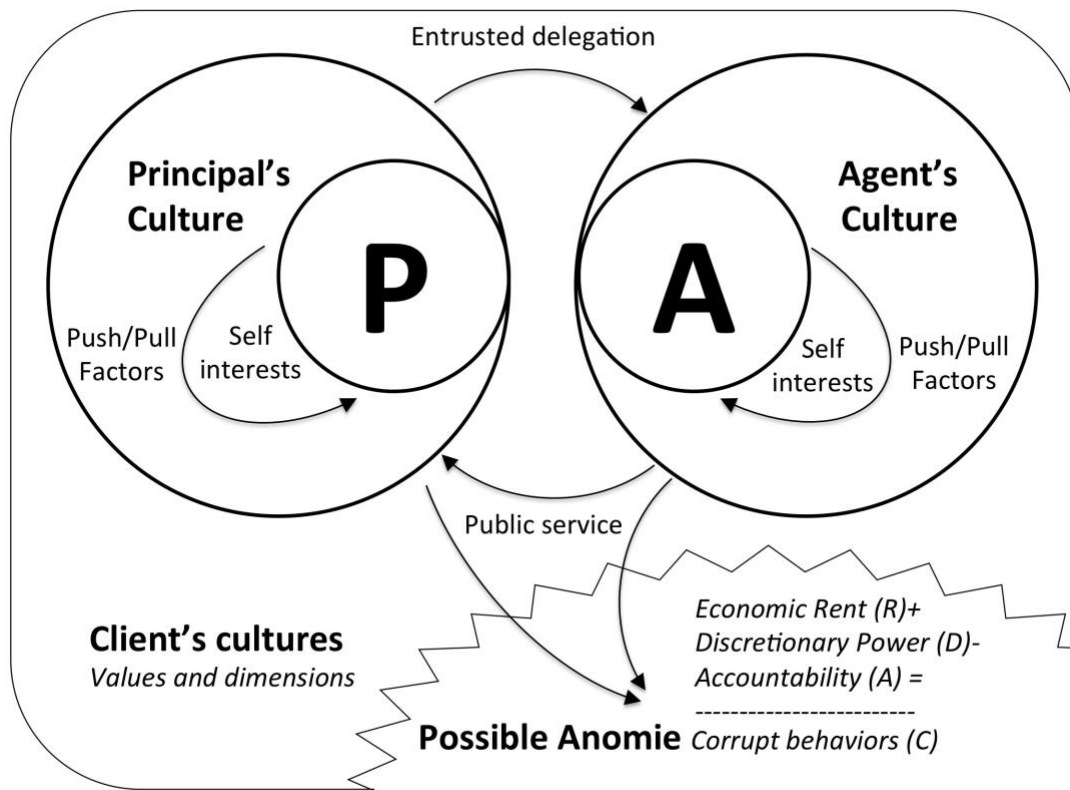 Entrusted delegation
Principal's
Culture
Agent's
Culture
P
A
Push/Pull
Factors
Self
interests
Self
interests
Push/Pull
Factors
Public service
Client's cultures
Values and dimensions
Economic Rent (R)+
Discretionary Power (D)-
Accountability (A) =
-------------------------
Possible Anomie Corrupt behaviors (C)